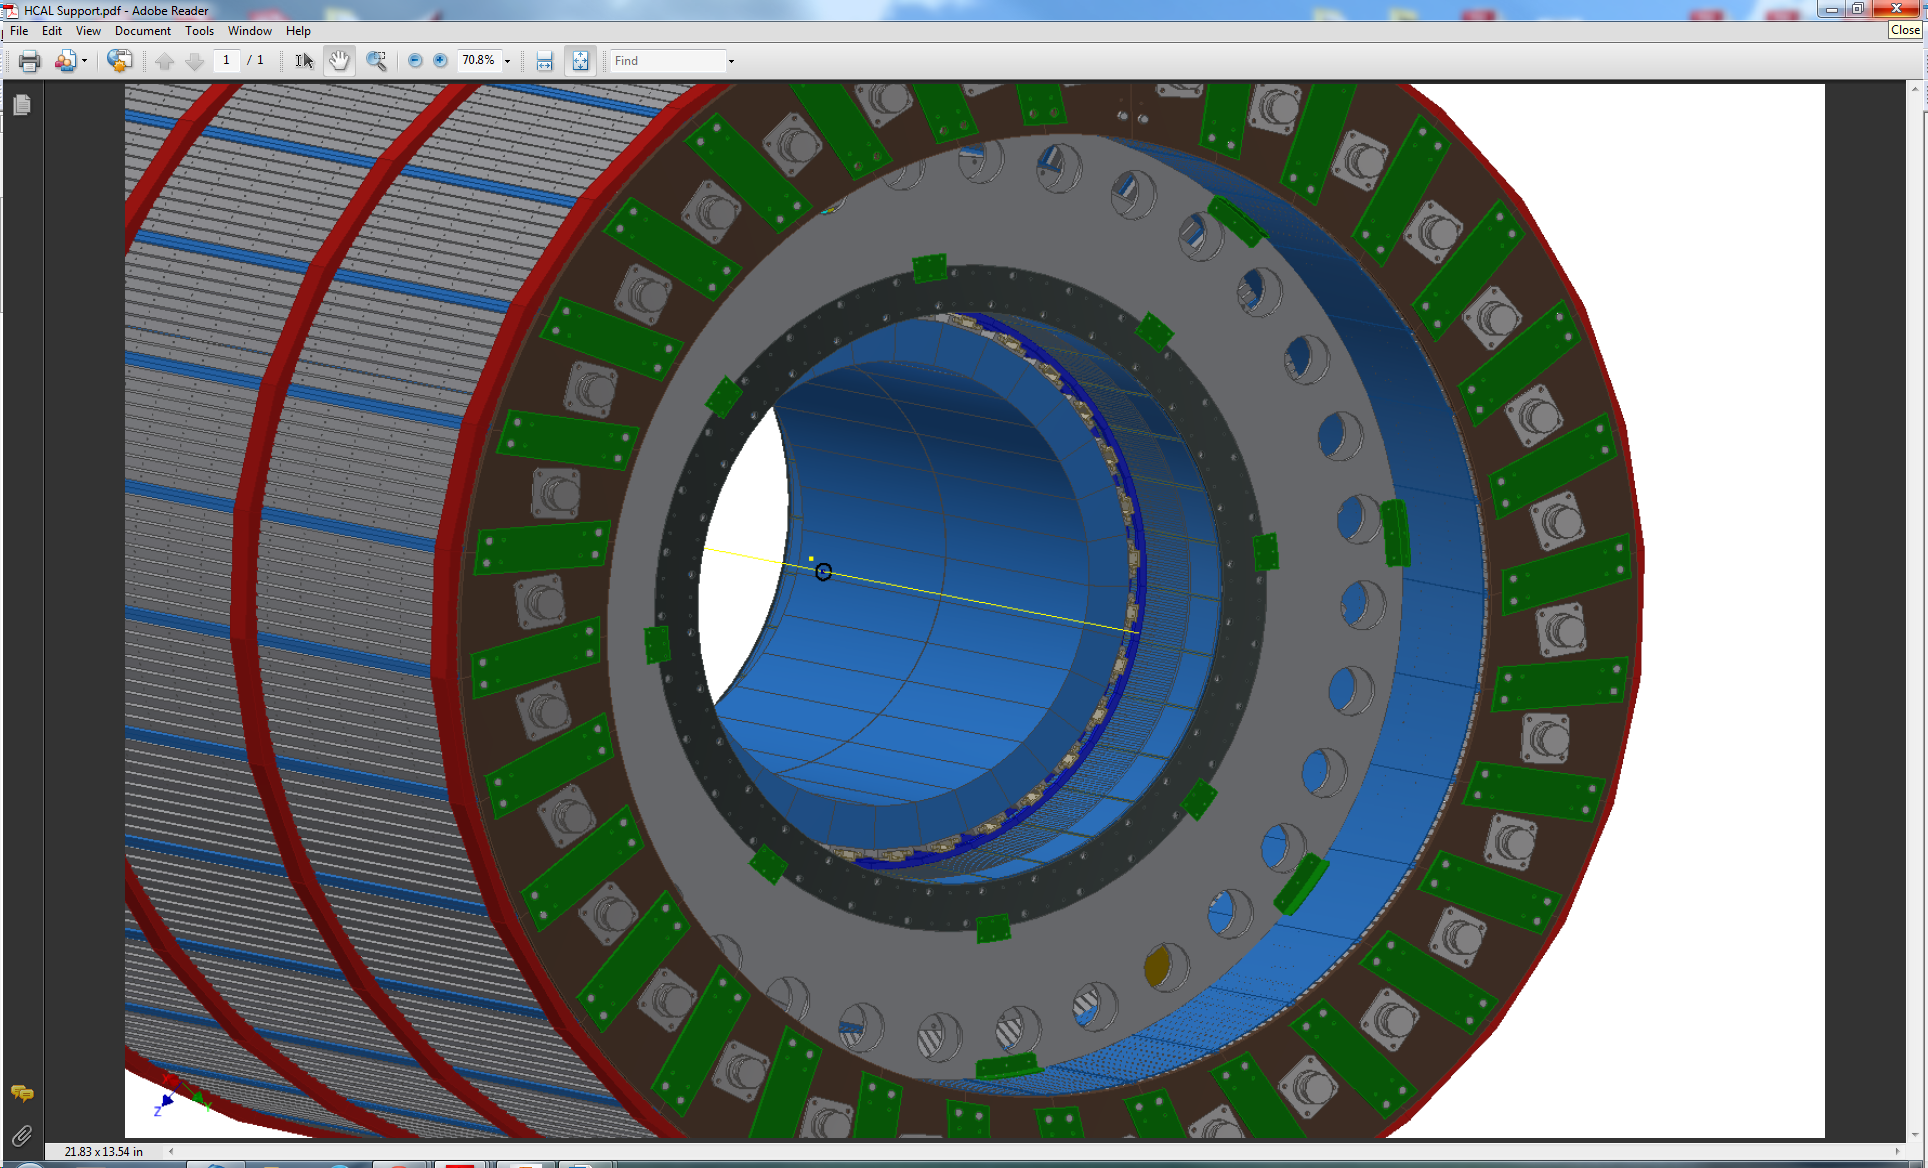 HCAL Support.pdf - Adobe Reader
File Edit View Document Tools Window Help
Close
1 / 1 70.8% Find
Z
Y
21.83 x 13.54 in